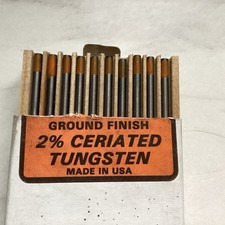 GROUND FINISH
2% CERIATED
TUNGSTEN
MADE IN USA